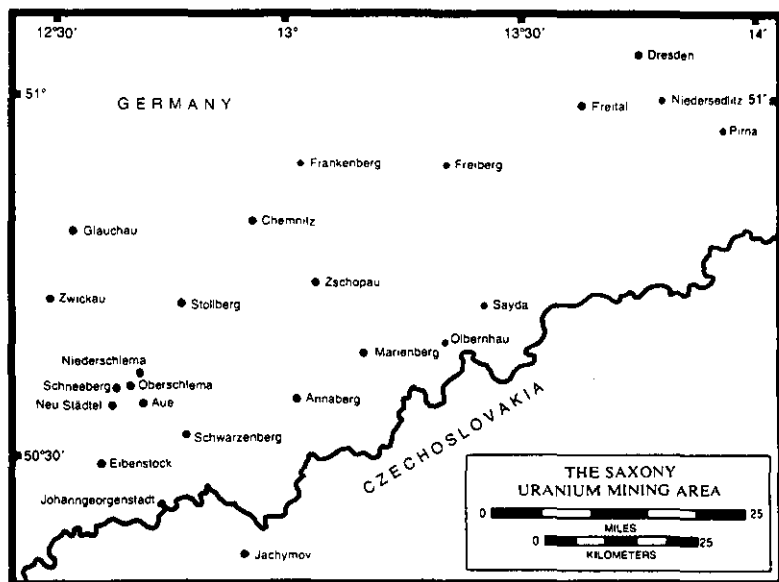 12°30' 13° 13°30' 14°
Dresden
51°
GERMANY
Freital
Niedersedlitz 51°
Pirna
Frankenberg
Freiberg
Chemnitz
Glauchau
Zschopau
Zwickau
Stollberg
Sayda
Olbernhau
Marienberg
Niederschlema
Schneeberg
Oberschlema
Neu Städtel
Aue
Annaberg
CZECHOSLOVAKIA
Schwarzenberg
50°30'
Eibenstock
Johanngeorgenstadt
Jachymov
THE SAXONY
URANIUM MINING AREA
0 25
MILES
0 25
KILOMETERS